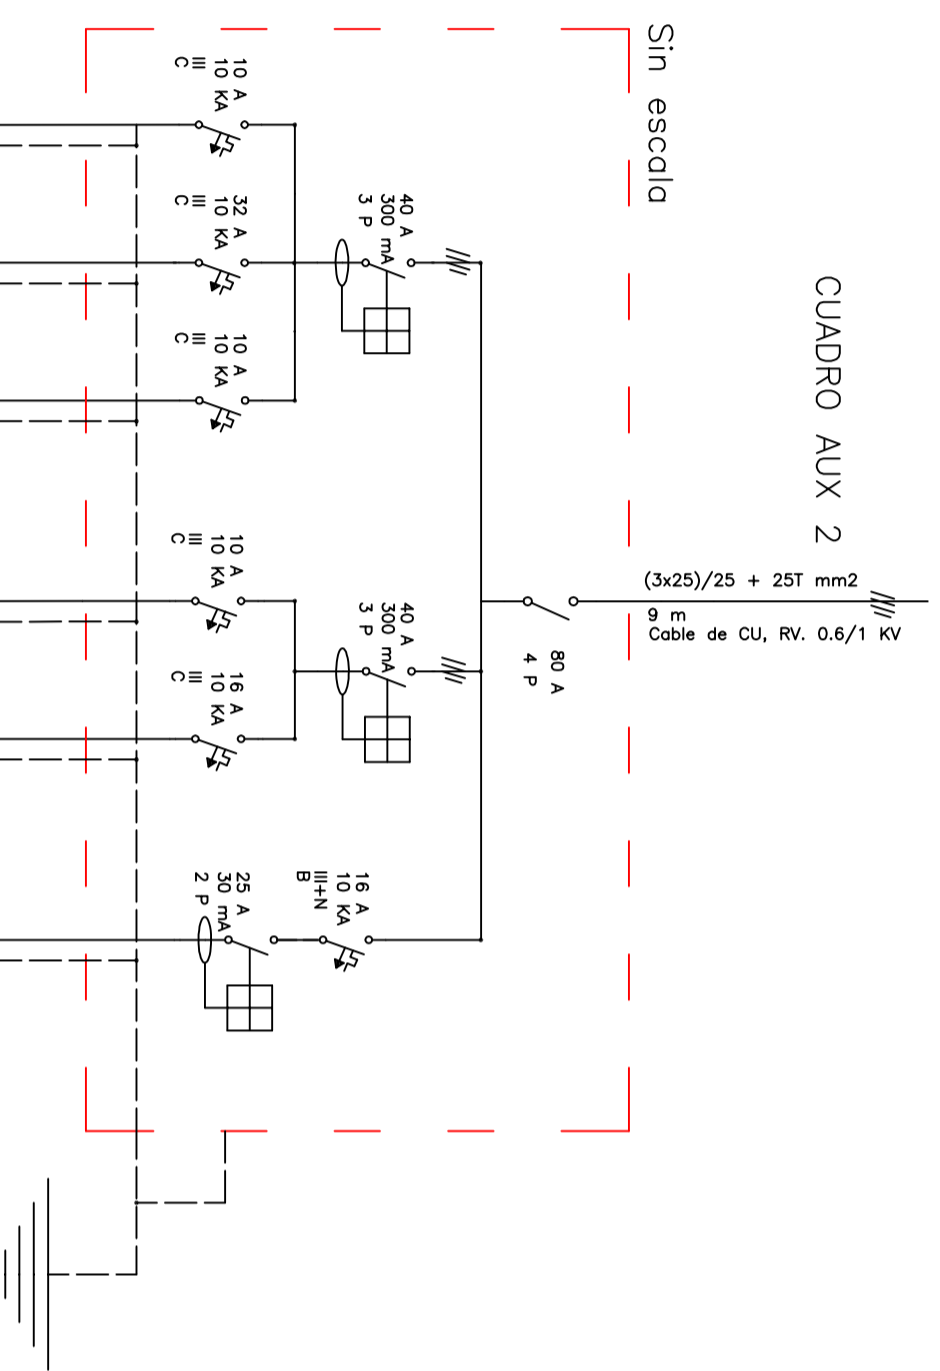 Sin escala
CUADRO AUX 2
(3x25)/25 + 25T mm2
9 m
Cable de CU, RV. 0.6/1 KV
80 A
4 P
40 A
300 mA
3 P
10 A
10 KA
III
C
32 A
10 KA
III
C
10 A
10 KA
III
C
40 A
300 mA
3 P
10 A
10 KA
III
C
16 A
10 KA
III
C
16 A
10 KA
III+N
B
25 A
30 mA
2 P